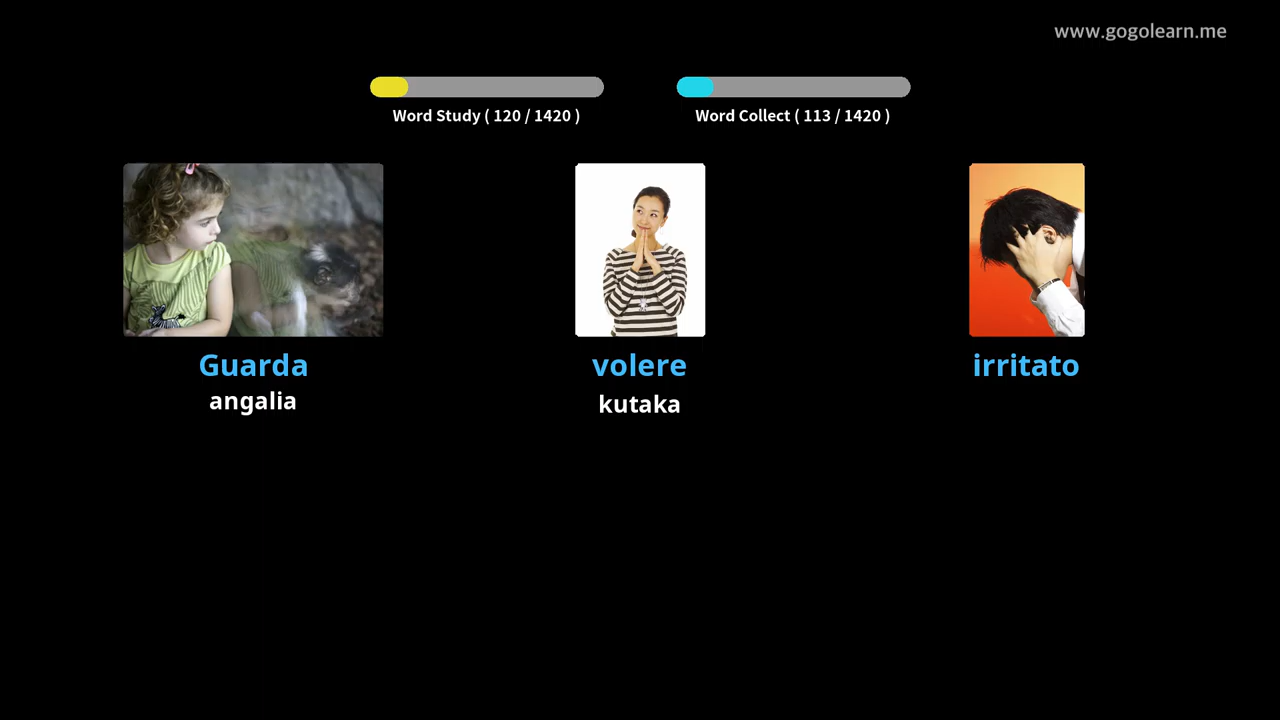 www.gogolearn.me
Word Study ( 120 / 1420 )
Word Collect ( 113 / 1420 )
Guarda
angalia
volere
kutaka
irritato